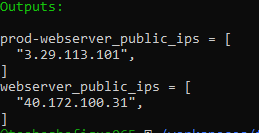 Outputs:
prod-webserver_public_ips = [
  "3.29.113.101",
]
webserver_public_ips = [
  "40.172.100.31",
]